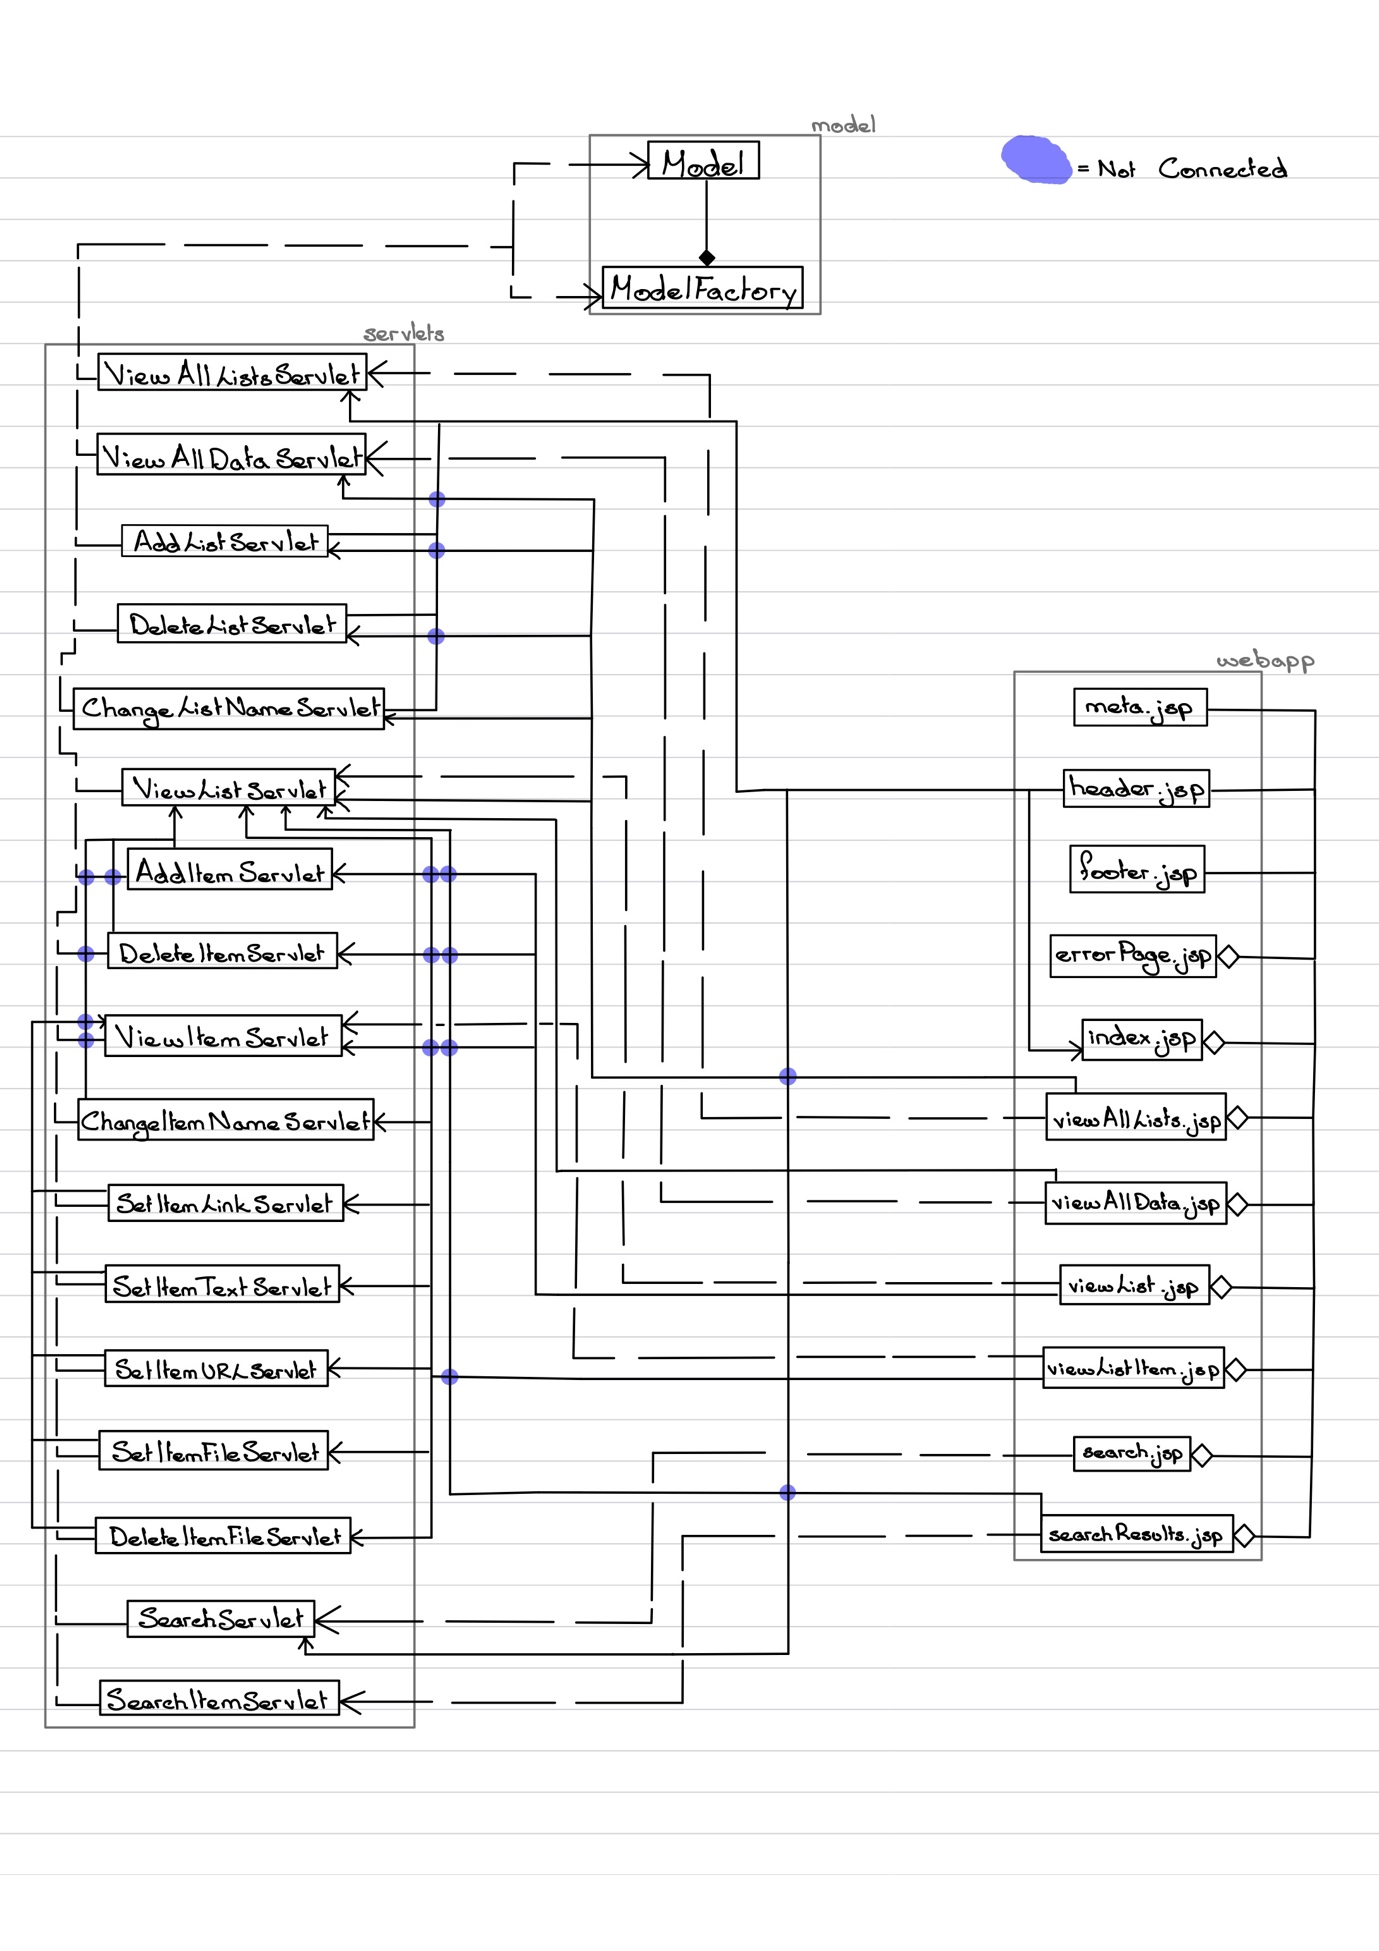 model
Model
= Not Connected
ModelFactory
servlets
ViewAllListsServlet
ViewAllDataServlet
AddListServlet
DeleteListServlet
ChangeListNameServlet
ViewListServlet
AddItemServlet
DeleteItemServlet
ViewItemServlet
ChangeItemNameServlet
SetItemLinkServlet
SetItemTextServlet
SetItemURLServlet
SetItemFileServlet
DeleteItemFileServlet
SearchServlet
SearchItemServlet
webapp
meta.jsp
header.jsp
footer.jsp
errorPage.jsp
index.jsp
viewAllLists.jsp
viewAllData.jsp
viewList.jsp
viewListItem.jsp
search.jsp
searchResults.jsp